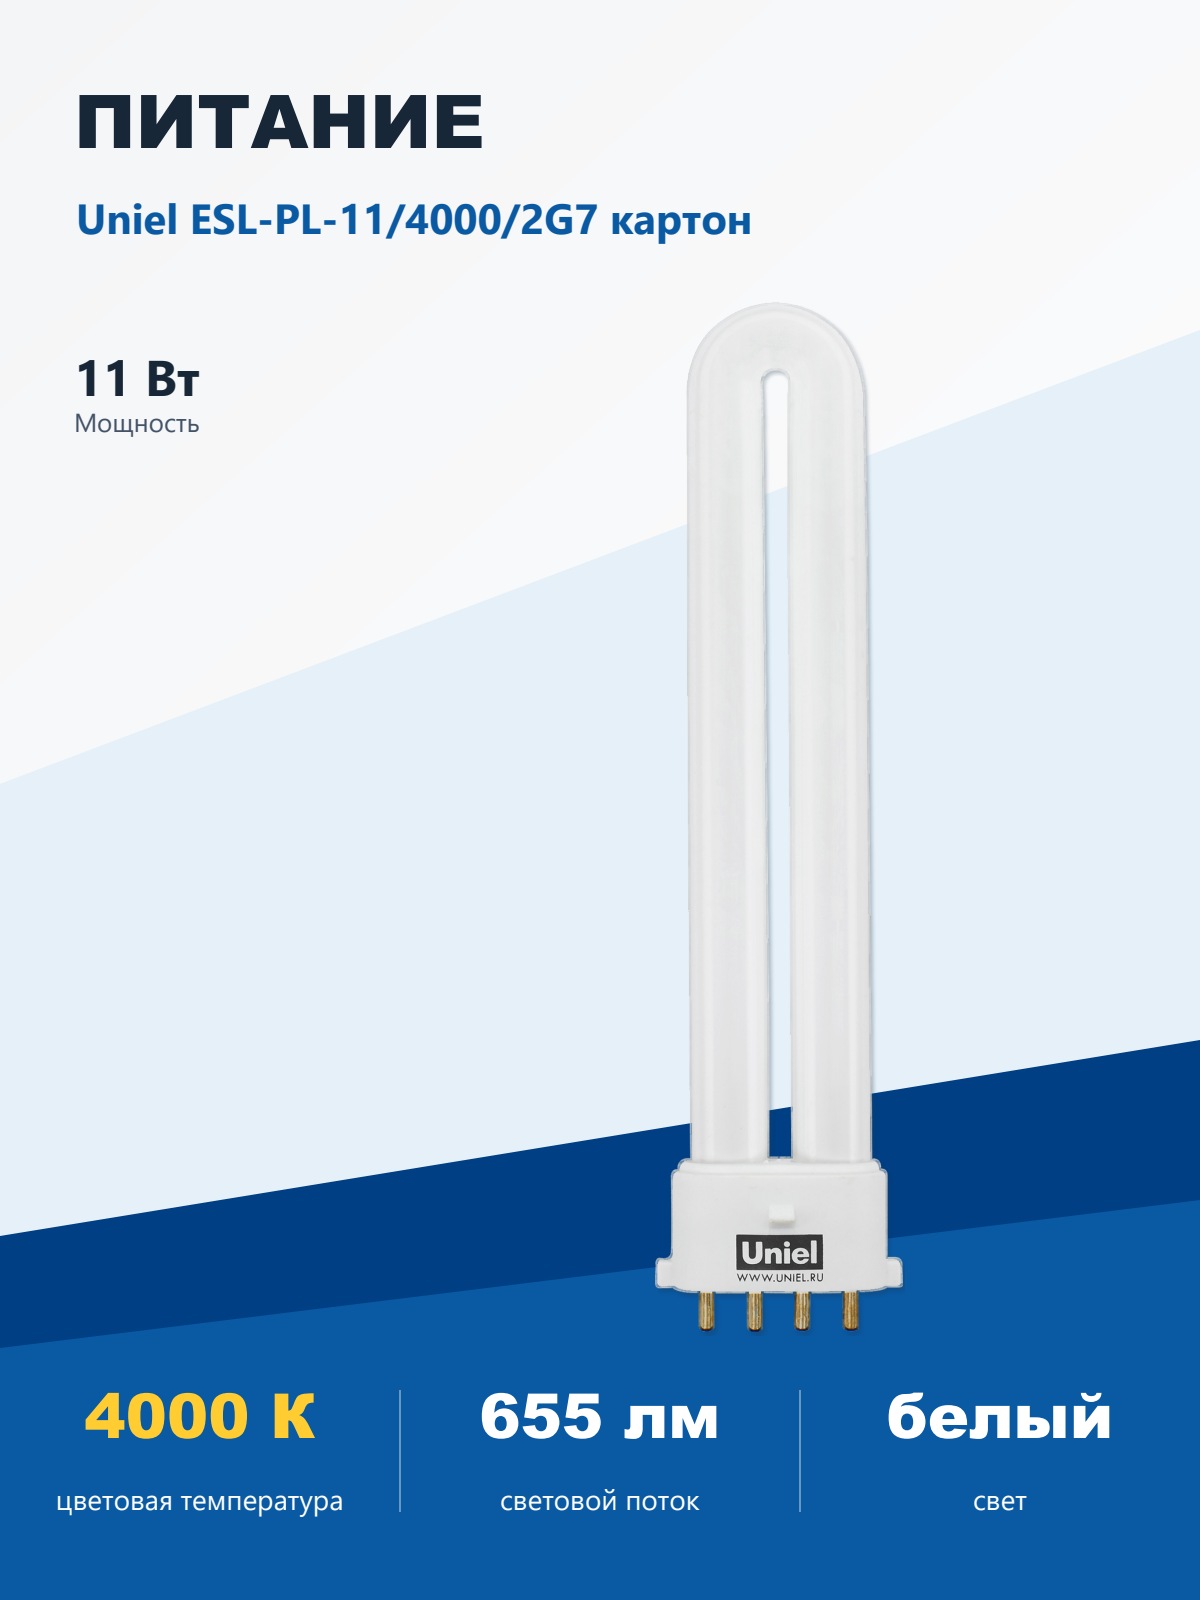 ПИТАНИЕ
Uniel ESL-PL-11/4000/2G7 картон
11 Вт
Мощность
Uniel
WWW.UNIEL.RU
4000 К
цветовая температура
655 лм
световой поток
белый
свет